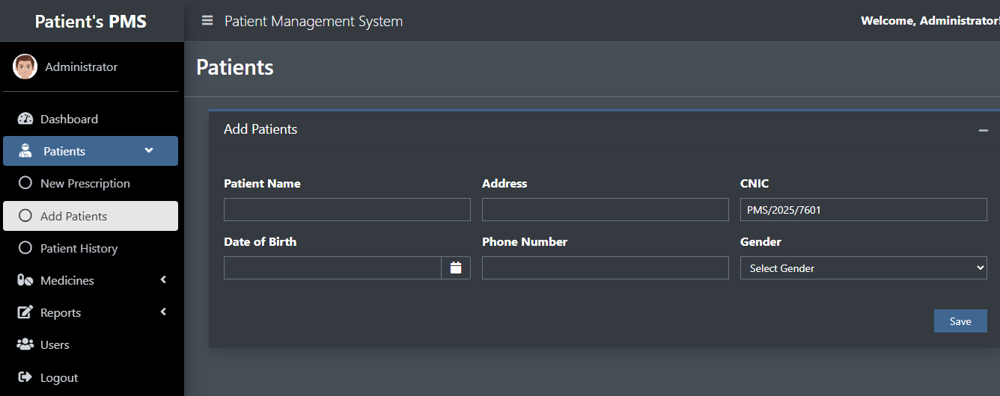 Patient's PMS
Patient Management System
Welcome, Administrator!
Administrator
Patients
Dashboard
Patients
New Prescription
Add Patients
Patient History
Medicines
Reports
Users
Logout
Add Patients
Patient Name
Address
CNIC
PMS/2025/7601
Date of Birth
Phone Number
Gender
Select Gender
Save